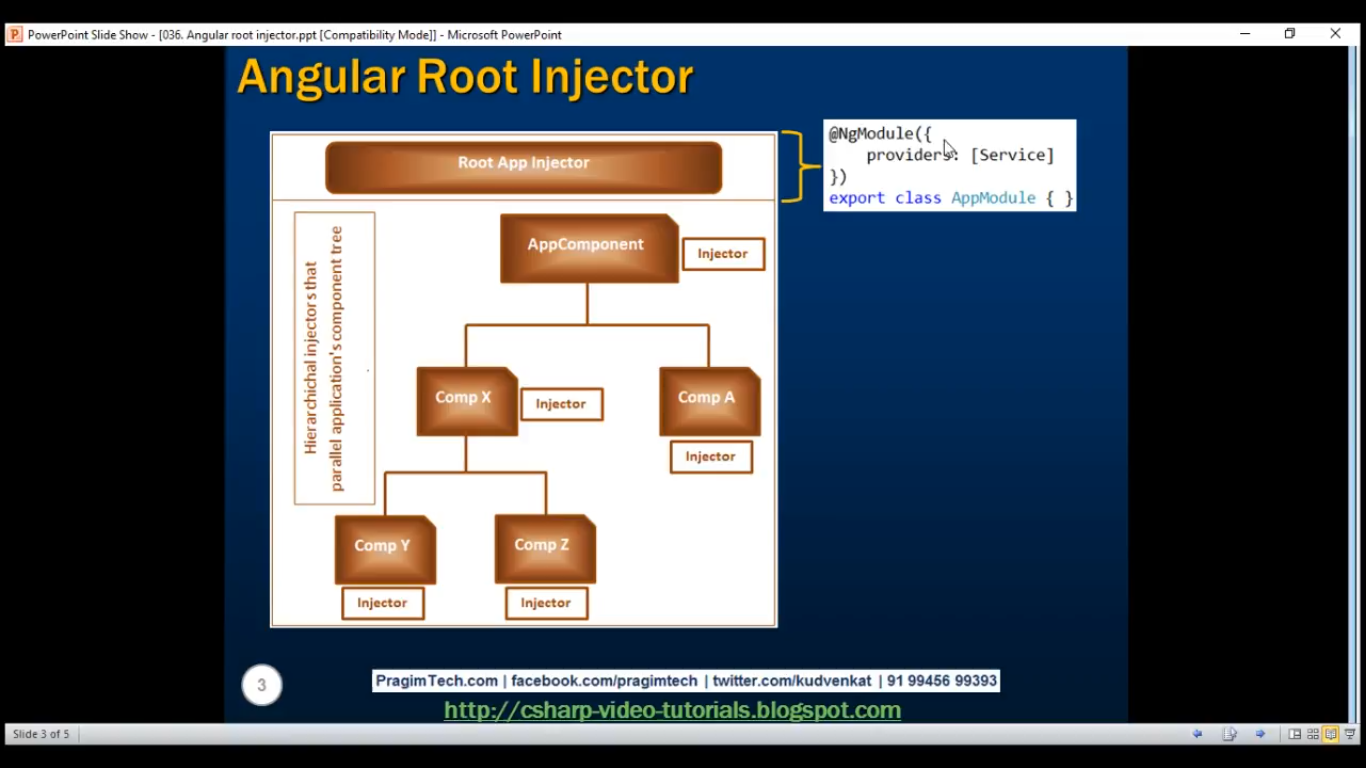 PowerPoint Slide Show - [036. Angular root injector.ppt [Compatibility Mode]] - Microsoft PowerPoint
Angular Root Injector
Root App Injector
@NgModule({
providers: [Service]
})
export class AppModule { }
Hierarchichal injectors that
parallel application's component tree
AppComponent
Injector
Comp X
Injector
Comp A
Injector
Comp Y
Injector
Comp Z
Injector
3
PragimTech.com | facebook.com/pragimtech | twitter.com/kudvenkat | 91 99456 99393
http://csharp-video-tutorials.blogspot.com
Slide 3 of 5